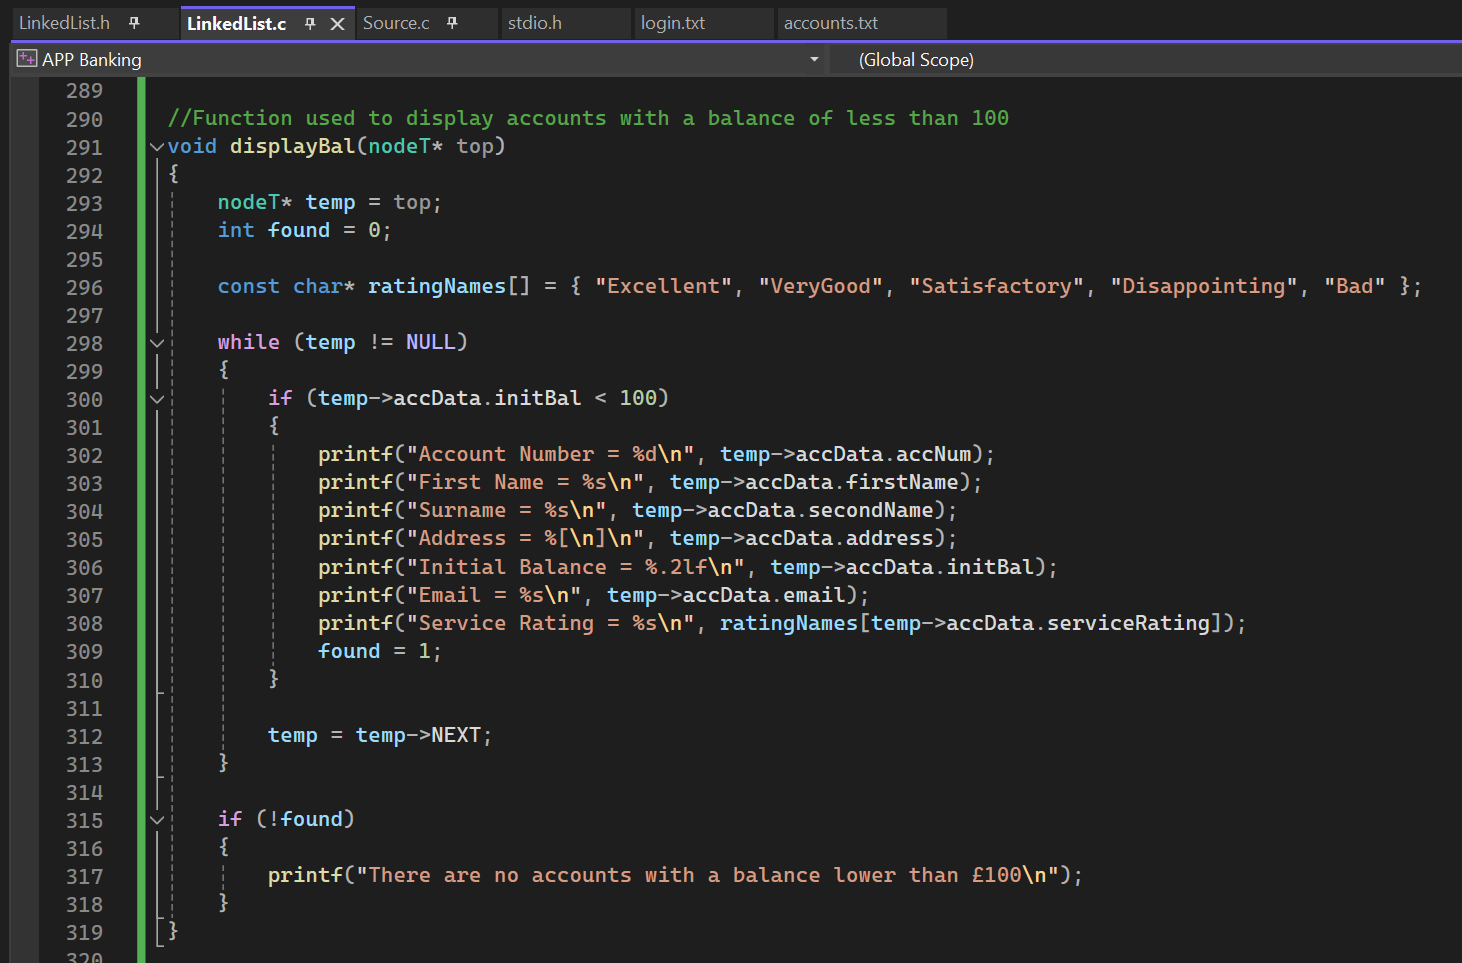 LinkedList.h
LinkedList.c
Source.c
stdio.h
login.txt
accounts.txt
APP Banking
(Global Scope)
289
290 //Function used to display accounts with a balance of less than 100
291 void displayBal(nodeT* top)
292 {
293 nodeT* temp = top;
294 int found = 0;
295
296 const char* ratingNames[] = { "Excellent", "VeryGood", "Satisfactory", "Disappointing", "Bad" };
297
298 while (temp != NULL)
299 {
300 if (temp->accData.initBal < 100)
301 {
302 printf("Account Number = %d\n", temp->accData.accNum);
303 printf("First Name = %s\n", temp->accData.firstName);
304 printf("Surname = %s\n", temp->accData.secondName);
305 printf("Address = %[\n]\n", temp->accData.address);
306 printf("Initial Balance = %.2lf\n", temp->accData.initBal);
307 printf("Email = %s\n", temp->accData.email);
308 printf("Service Rating = %s\n", ratingNames[temp->accData.serviceRating]);
309 found = 1;
310 }
311
312 temp = temp->NEXT;
313 }
314
315 if (!found)
316 {
317 printf("There are no accounts with a balance lower than £100\n");
318 }
319 }
320